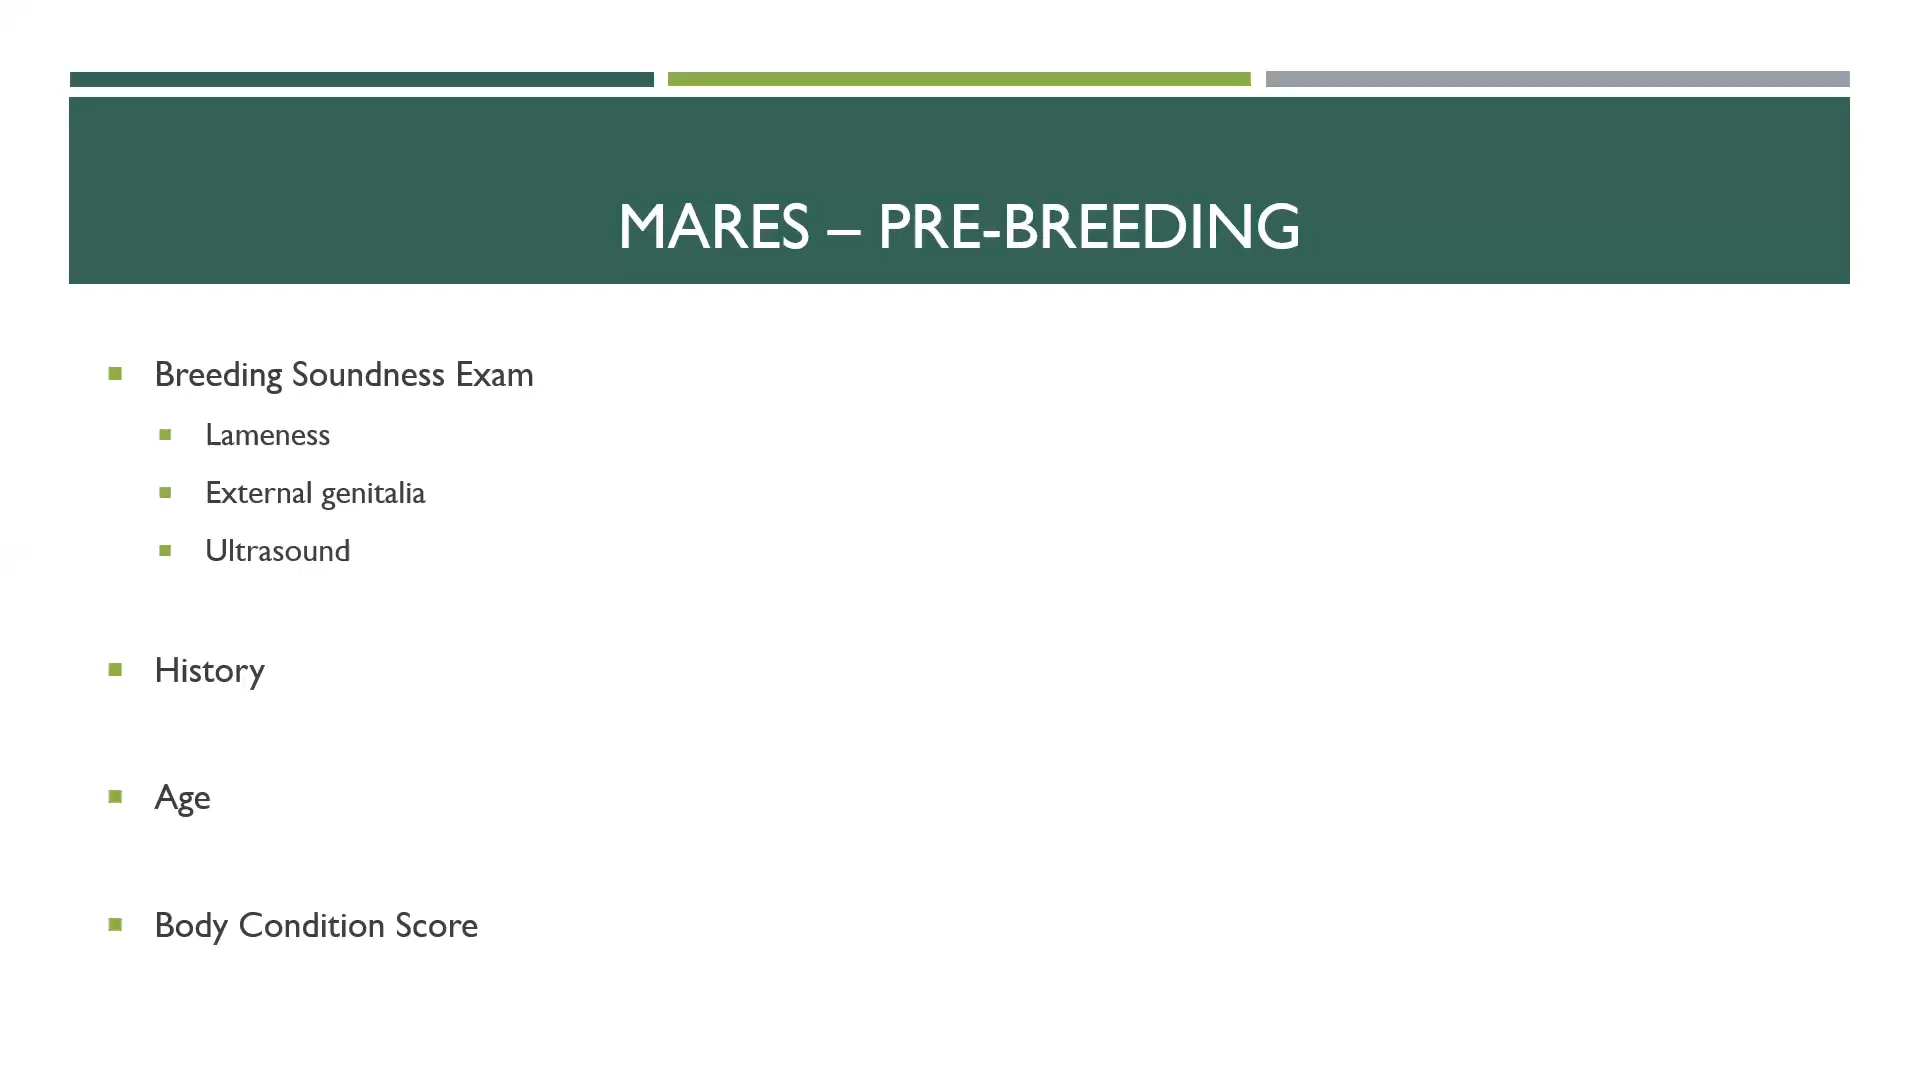 MARES – PRE-BREEDING
Breeding Soundness Exam
Lameness
External genitalia
Ultrasound
History
Age
Body Condition Score